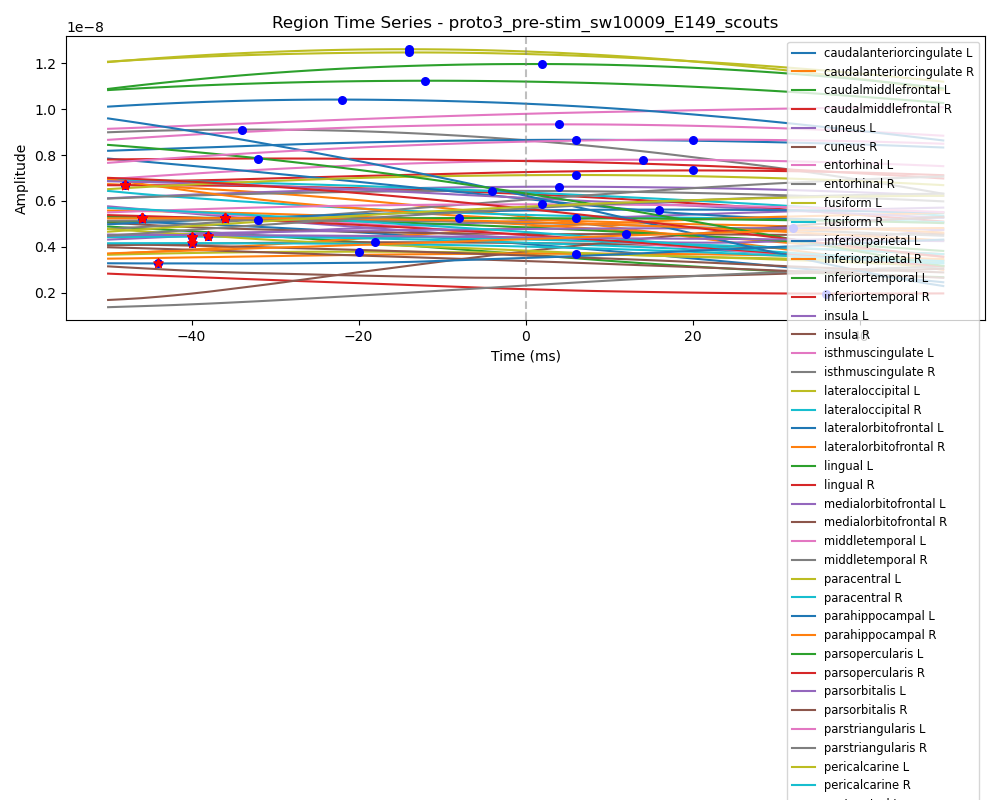 Region Time Series - proto3_pre-stim_sw10009_E149_scouts
1e−8
1.2
1.0
0.8
0.6
0.4
0.2
Amplitude
−40
−20
0
20
Time (ms)
caudalanteriorcingulate L
caudalanteriorcingulate R
caudalmiddlefrontal L
caudalmiddlefrontal R
cuneus L
cuneus R
entorhinal L
entorhinal R
fusiform L
fusiform R
inferiorparietal L
inferiorparietal R
inferiortemporal L
inferiortemporal R
insula L
insula R
isthmuscingulate L
isthmuscingulate R
lateraloccipital L
lateraloccipital R
lateralorbitofrontal L
lateralorbitofrontal R
lingual L
lingual R
medialorbitofrontal L
medialorbitofrontal R
middletemporal L
middletemporal R
paracentral L
paracentral R
parahippocampal L
parahippocampal R
parsopercularis L
parsopercularis R
parsorbitalis L
parsorbitalis R
parstriangularis L
parstriangularis R
pericalcarine L
pericalcarine R